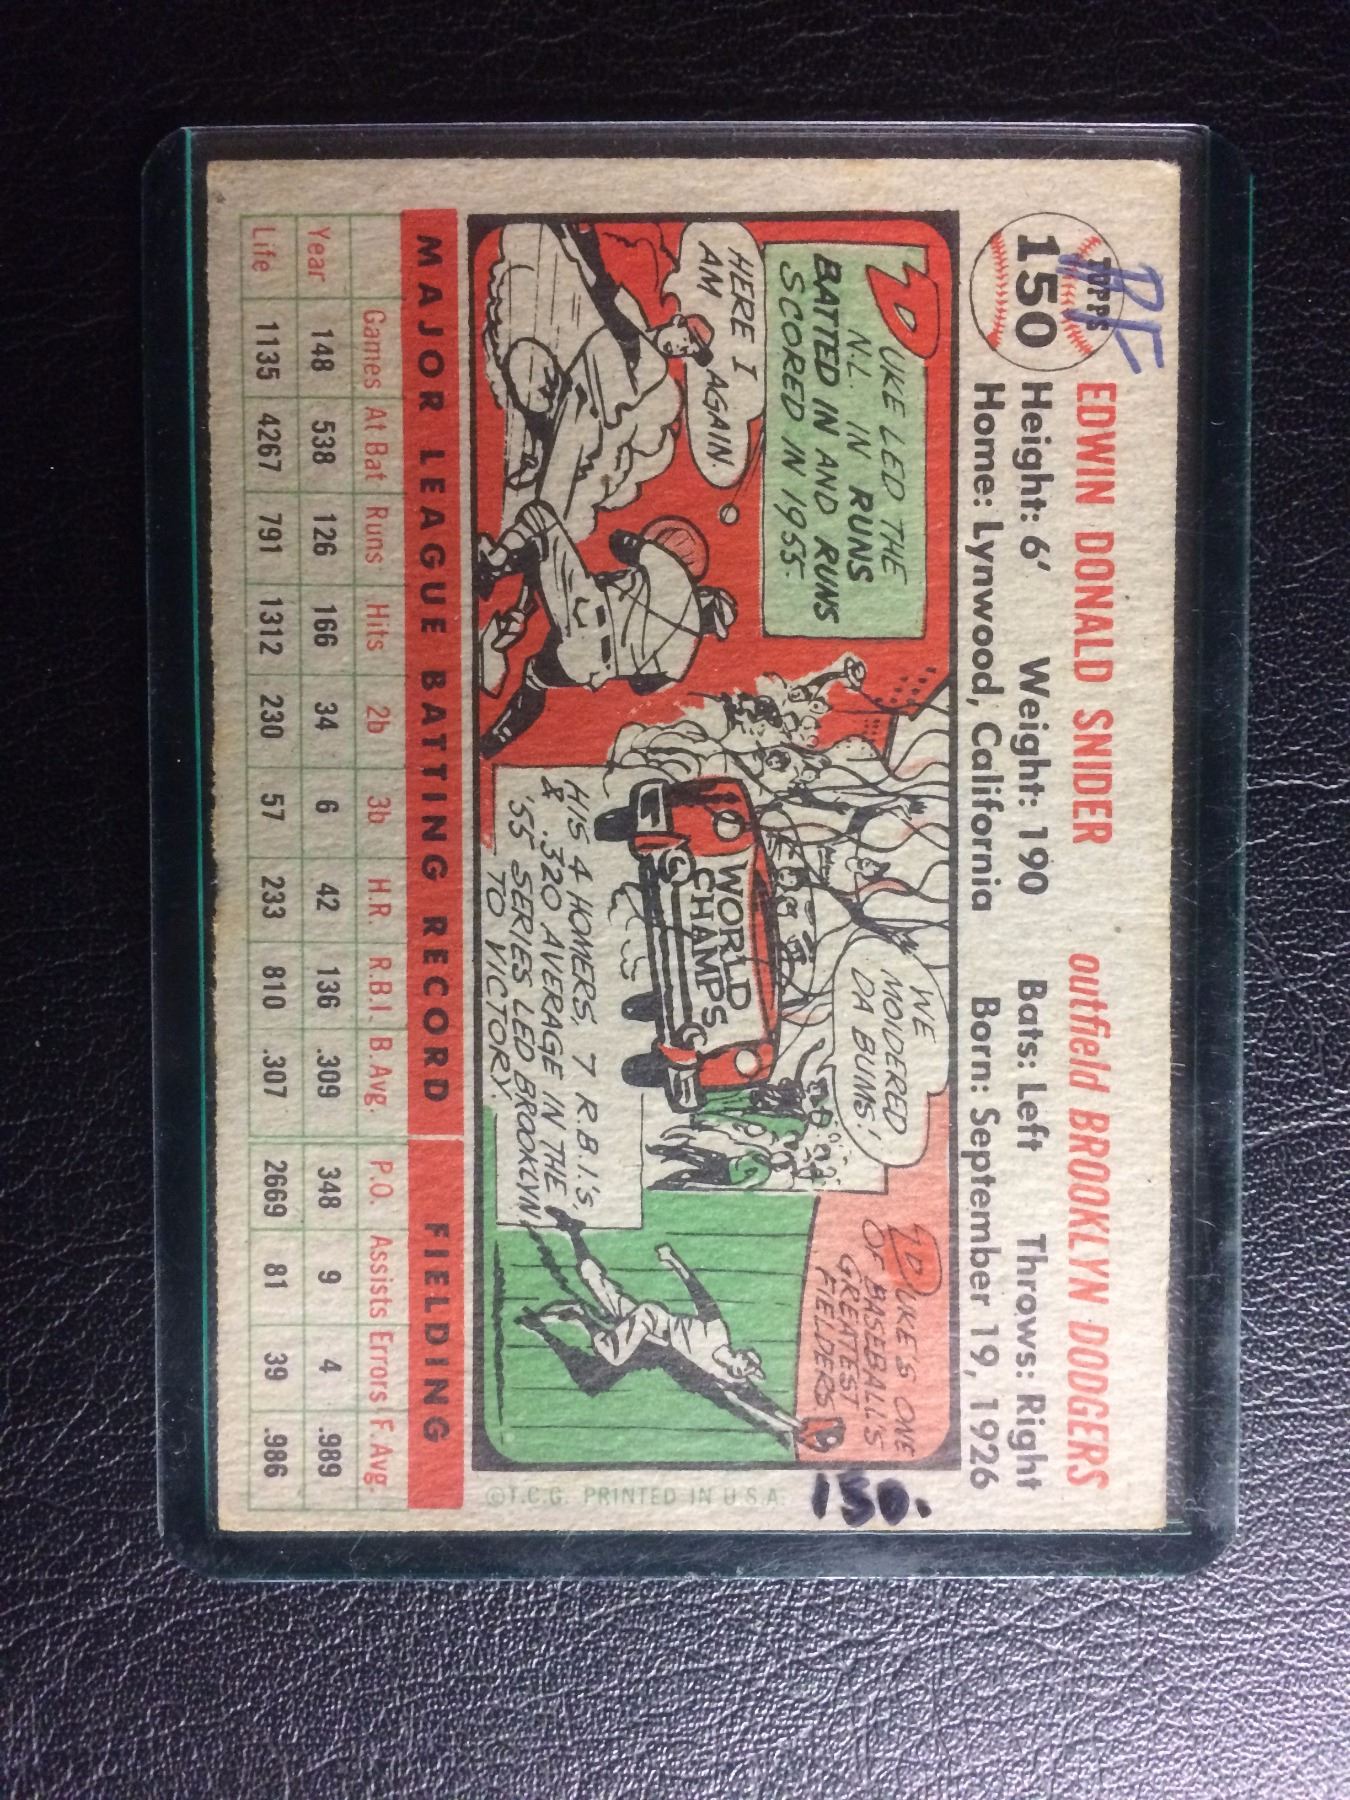 TOPPS
150
EDWIN DONALD SNIDER outfield BROOKLYN DODGERS
Height: 6' Weight: 190 Bats: Left Throws: Right
Home: Lynwood, California Born: September 19, 1926
DUKE LED THE
N.L. IN RUNS
BATTED IN AND RUNS
SCORED IN 1955.
HERE I
AM AGAIN.
WE
MOIDERED
DA BUMS!
WORLD
CHAMPS
HIS 4 HOMERS, 7 R.B.I.'s,
& .320 AVERAGE IN THE
'55 SERIES LED BROOKLYN
TO VICTORY.
DUKE'S ONE
OF BASEBALL'S
GREATEST
FIELDERS
150.
©T.C.G. PRINTED IN U.S.A.
MAJOR LEAGUE BATTING RECORD FIELDING
Games At Bat Runs Hits 2b 3b H.R. R.B.I. B. Avg. P.O. Assists Errors F. Avg.
Year 148 538 126 166 34 6 42 136 .309 348 9 4 .989
Life 1135 4267 791 1312 230 57 233 810 .307 2669 81 39 .986